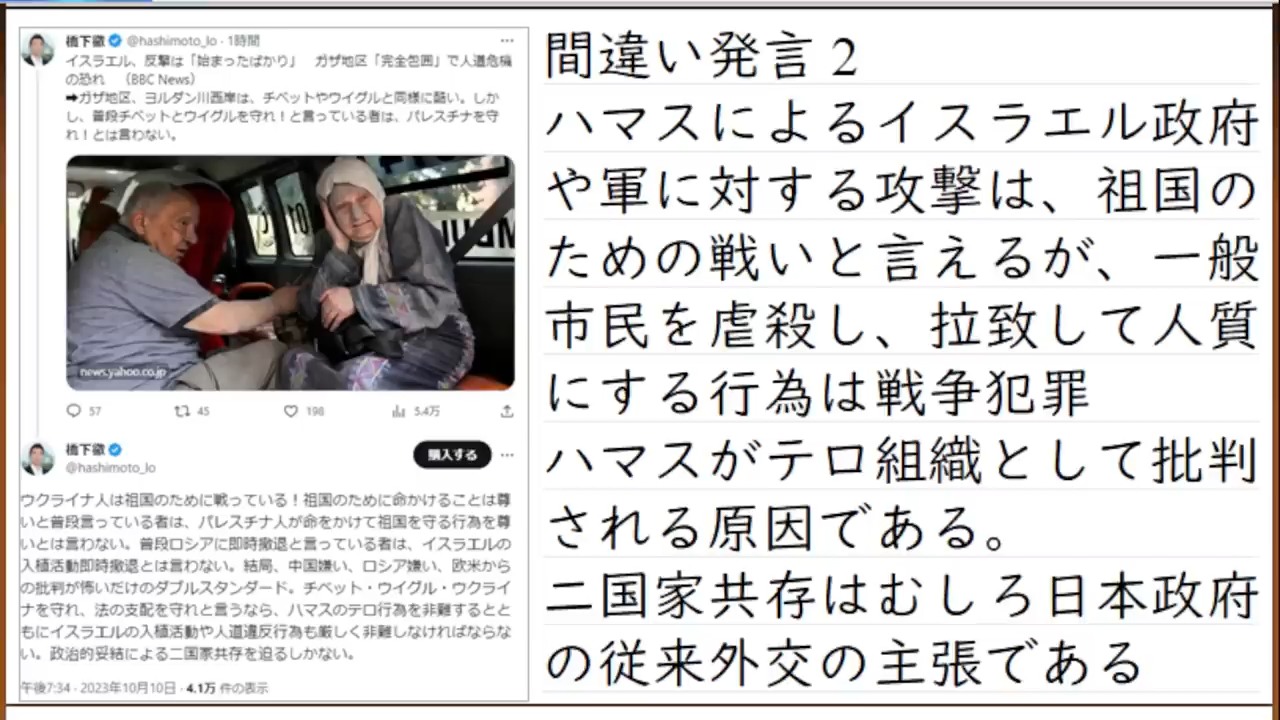 橋下徹 @hashimoto_lo · 1時間
イスラエル、反撃は「始まったばかり」　ガザ地区「完全包囲」で人道危機
の恐れ　（BBC News）
➡ガザ地区、ヨルダン川西岸は、チベットやウイグルと同様に酷い。しか
し、普段チベットとウイグルを守れ！と言っている者は、パレスチナを守
れ！とは言わない。
news.yahoo.co.jp
57 45 198 5.4万
橋下徹
@hashimoto_lo
購入する
ウクライナ人は祖国のために戦っている！祖国のために命かけることは尊
いと普段言っている者は、パレスチナ人が命をかけて祖国を守る行為を尊
いとは言わない。普段ロシアに即時撤退と言っている者は、イスラエルの
入植活動即時撤退とは言わない。結局、中国嫌い、ロシア嫌い、欧米から
の批判が怖いだけのダブルスタンダード。チベット・ウイグル・ウクライ
ナを守れ、法の支配を守れと言うなら、ハマスのテロ行為を非難するとと
もにイスラエルの入植活動や人道違反行為も厳しく非難しなければならな
い。政治的妥結による二国家共存を迫るしかない。
午後7:34 · 2023年10月10日 · 4.1万 件の表示
間違い発言 2
ハマスによるイスラエル政府
や軍に対する攻撃は、祖国の
ための戦いと言えるが、一般
市民を虐殺し、拉致して人質
にする行為は戦争犯罪
ハマスがテロ組織として批判
される原因である。
二国家共存はむしろ日本政府
の従来外交の主張である